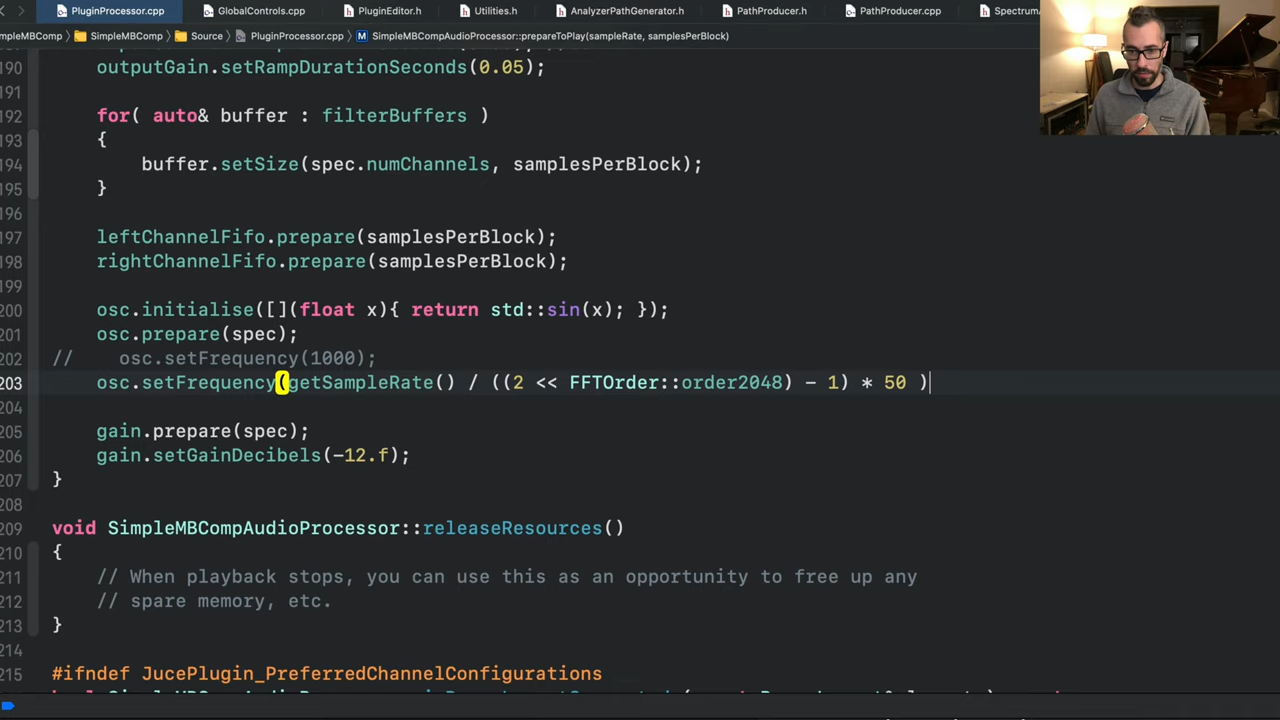 PluginProcessor.cpp GlobalControls.cpp PluginEditor.h Utilities.h AnalyzerPathGenerator.h PathProducer.h PathProducer.cpp
SimpleMBComp Source PluginProcessor.cpp M SimpleMBCompAudioProcessor::prepareToPlay(sampleRate, samplesPerBlock)
190 outputGain.setRampDurationSeconds(0.05);
191
192 for( auto& buffer : filterBuffers )
193 {
194 buffer.setSize(spec.numChannels, samplesPerBlock);
195 }
196
197 leftChannelFifo.prepare(samplesPerBlock);
198 rightChannelFifo.prepare(samplesPerBlock);
199
200 osc.initialise([](float x){ return std::sin(x); });
201 osc.prepare(spec);
202 // osc.setFrequency(1000);
203 osc.setFrequency(getSampleRate() / ((2 << FFTOrder::order2048) - 1) * 50 )
204
205 gain.prepare(spec);
206 gain.setGainDecibels(-12.f);
207 }
208
209 void SimpleMBCompAudioProcessor::releaseResources()
210 {
211 // When playback stops, you can use this as an opportunity to free up any
212 // spare memory, etc.
213 }
214
215 #ifndef JucePlugin_PreferredChannelConfigurations